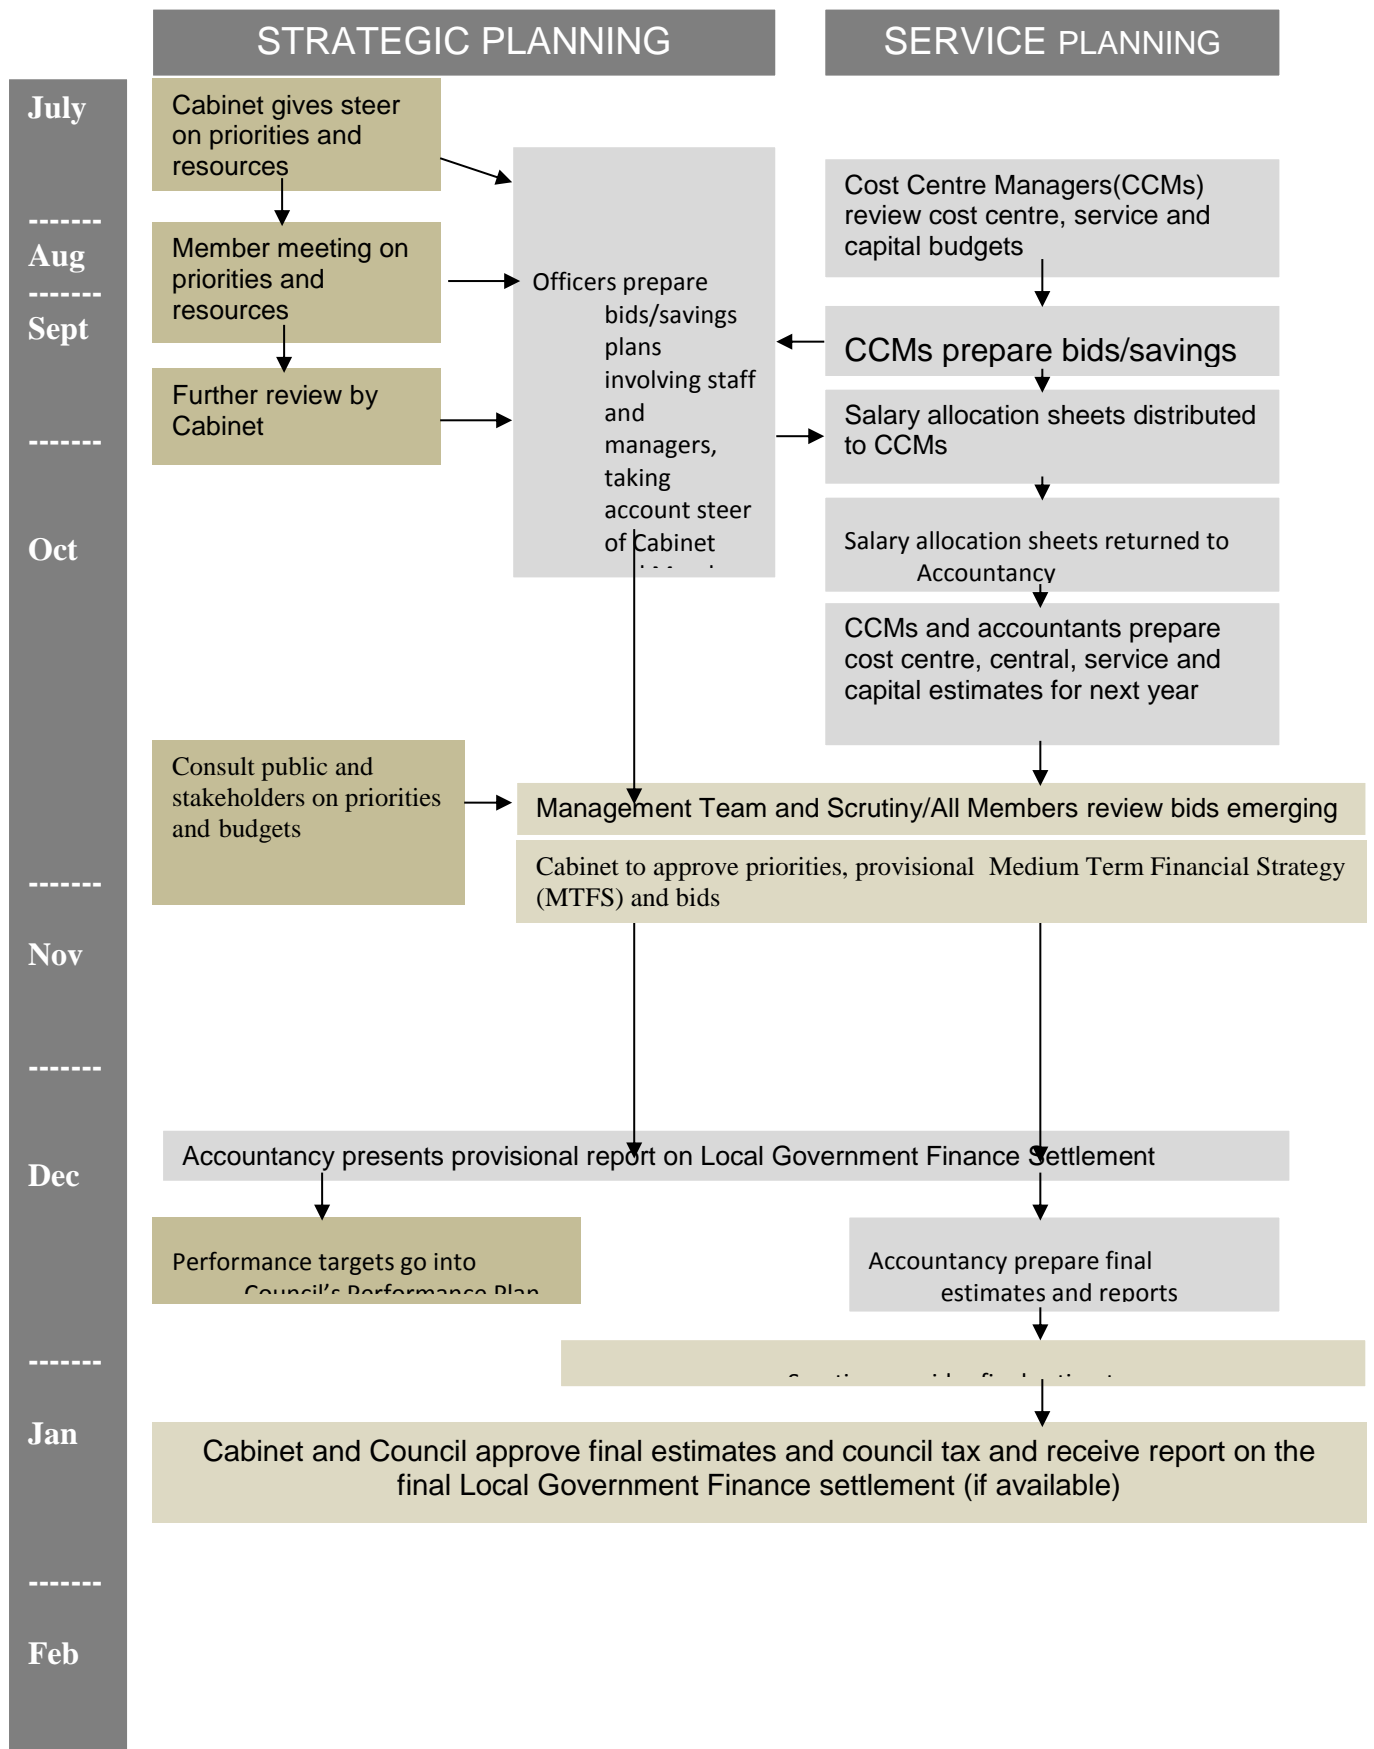 STRATEGIC PLANNING
SERVICE PLANNING
July
-------
Aug
-------
Sept
-------
Oct
-------
Nov
-------
Dec
-------
Jan
-------
Feb
Cabinet gives steer
on priorities and
resources
Member meeting on
priorities and
resources
Further review by
Cabinet
Officers prepare
bids/savings
plans
involving staff
and
managers,
taking
account steer
of Cabinet
Cost Centre Managers(CCMs)
review cost centre, service and
capital budgets
CCMs prepare bids/savings
Salary allocation sheets distributed
to CCMs
Salary allocation sheets returned to
Accountancy
CCMs and accountants prepare
cost centre, central, service and
capital estimates for next year
Consult public and
stakeholders on priorities
and budgets
Management Team and Scrutiny/All Members review bids emerging
Cabinet to approve priorities, provisional  Medium Term Financial Strategy
(MTFS) and bids
Accountancy presents provisional report on Local Government Finance Settlement
Performance targets go into
Council’s Performance Plan
Accountancy prepare final
estimates and reports
Cabinet and Council approve final estimates and council tax and receive report on the
final Local Government Finance settlement (if available)